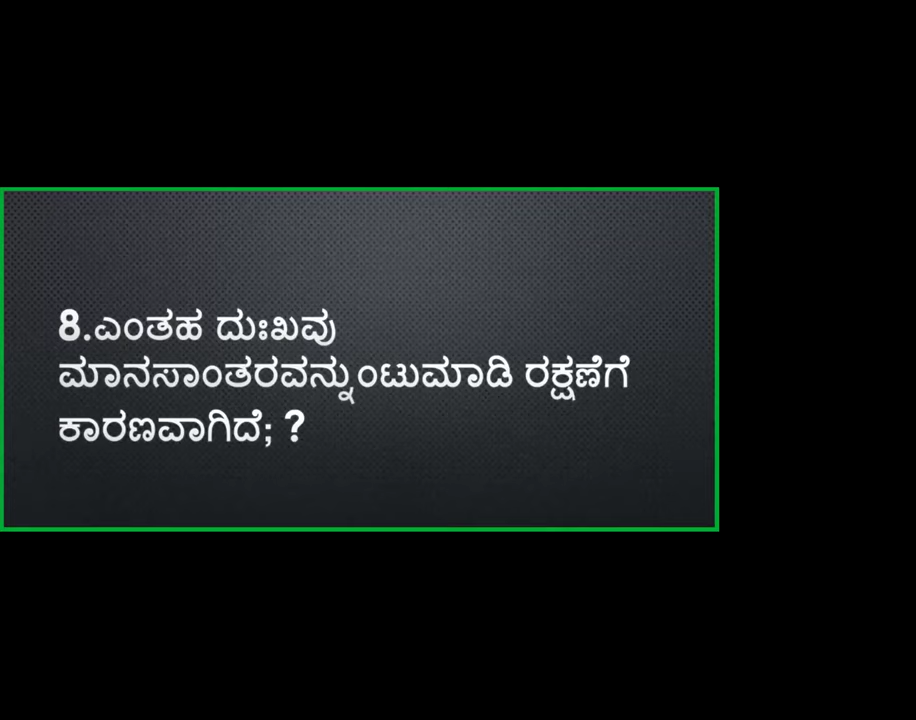 8.ಎಂತಹ ದುಃಖವು
ಮಾನಸಾಂತರವನ್ನುಂಟುಮಾಡಿ ರಕ್ಷಣೆಗೆ
ಕಾರಣವಾಗಿದೆ; ?